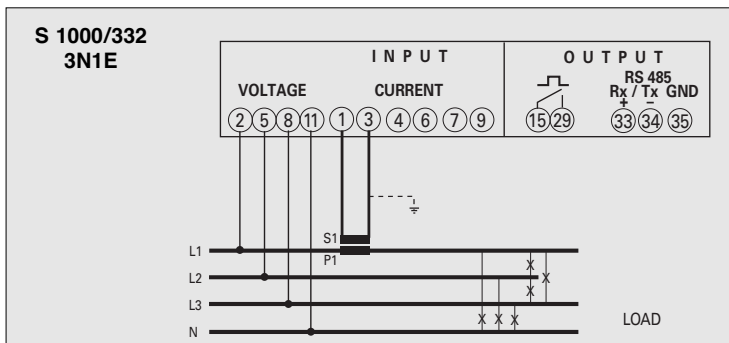 S 1000/332
3N1E
INPUT
OUTPUT
VOLTAGE
CURRENT
RS 485
Rx / Tx GND
+ −
2 5 8 11 1 3 4 6 7 9
15 29 33 34 35
S1
P1
L1
L2
L3
N
X X X X X X
LOAD